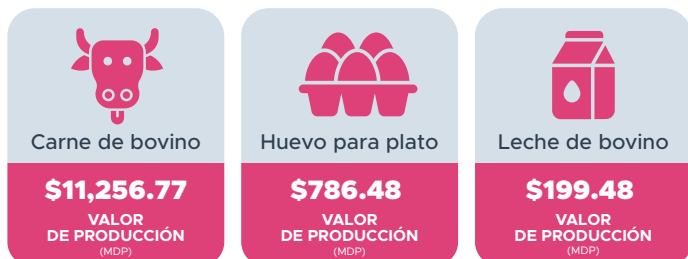 Carne de bovino
$11,256.77
VALOR
DE PRODUCCIÓN
(MDP)
Huevo para plato
$786.48
VALOR
DE PRODUCCIÓN
(MDP)
Leche de bovino
$199.48
VALOR
DE PRODUCCIÓN
(MDP)